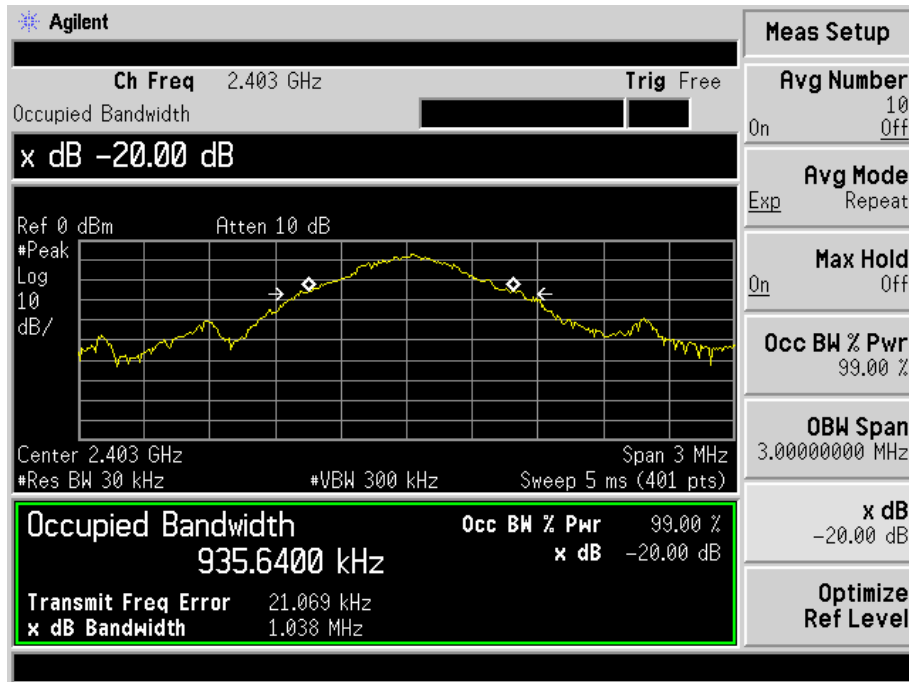 Agilent
Ch Freq 2.403 GHz Trig Free
Occupied Bandwidth
x dB -20.00 dB
Ref 0 dBm Atten 10 dB
#Peak
Log
10
dB/
Center 2.403 GHz Span 3 MHz
#Res BW 30 kHz #VBW 300 kHz Sweep 5 ms (401 pts)
Occupied Bandwidth
935.6400 kHz
Occ BW % Pwr 99.00 %
x dB -20.00 dB
Transmit Freq Error 21.069 kHz
x dB Bandwidth 1.038 MHz
Meas Setup
Avg Number
10
On Off
Avg Mode
Exp Repeat
Max Hold
On Off
Occ BW % Pwr
99.00 %
OBW Span
3.00000000 MHz
x dB
-20.00 dB
Optimize
Ref Level